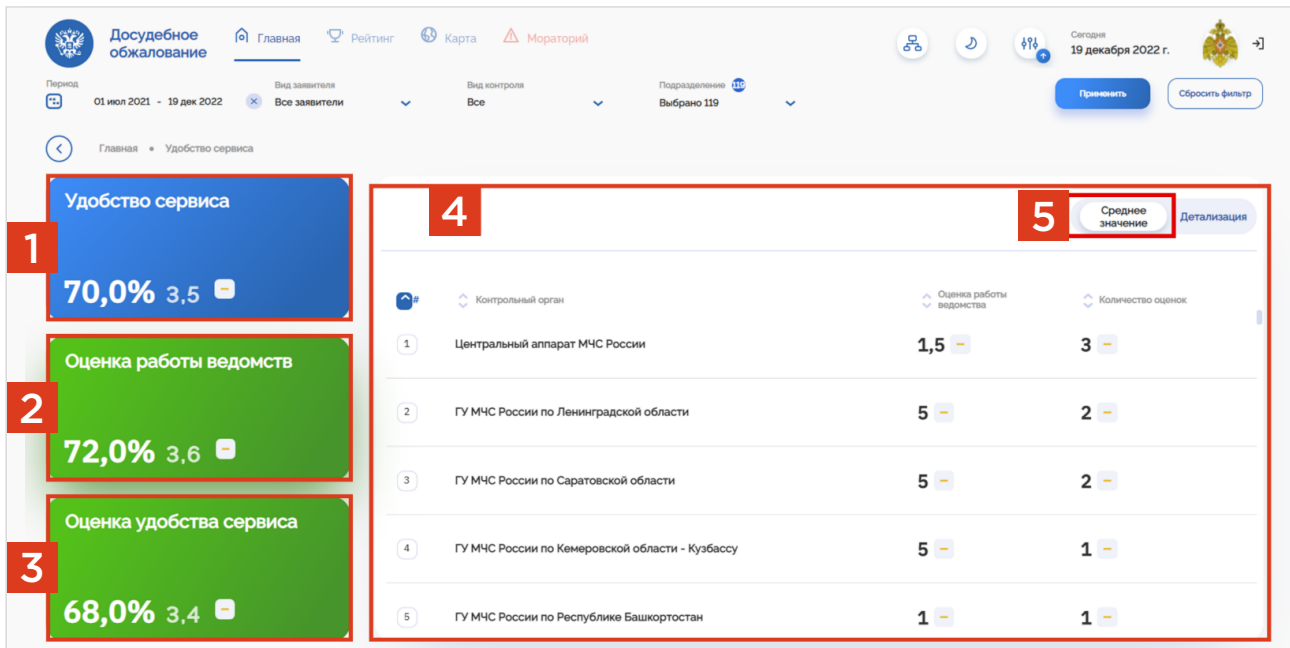 Досудебное обжалование
Главная
Рейтинг
Карта
Мораторий
Сегодня
19 декабря 2022 г.
Период
01 июл 2021 - 19 дек 2022
Вид заявителя
Все заявители
Вид контроля
Все
Подразделение 119
Выбрано 119
Применить
Сбросить фильтр
Главная • Удобство сервиса
1
Удобство сервиса
70,0% 3,5 –
2
Оценка работы ведомств
72,0% 3,6 –
3
Оценка удобства сервиса
68,0% 3,4 –
4
5
Среднее значение
Детализация
# Контрольный орган Оценка работы ведомства Количество оценок
1 Центральный аппарат МЧС России 1,5 – 3 –
2 ГУ МЧС России по Ленинградской области 5 – 2 –
3 ГУ МЧС России по Саратовской области 5 – 2 –
4 ГУ МЧС России по Кемеровской области - Кузбассу 5 – 1 –
5 ГУ МЧС России по Республике Башкортостан 1 – 1 –